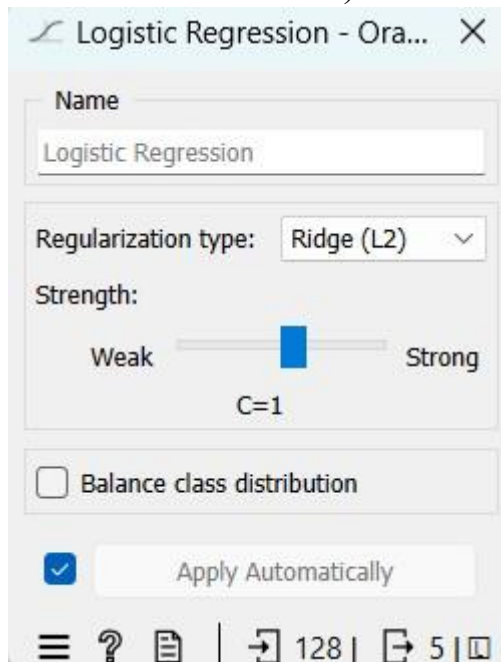 Logistic Regression - Ora...
Name
Logistic Regression
Regularization type: Ridge (L2)
Strength:
Weak Strong
C=1
Balance class distribution
Apply Automatically
? 128 | 5 |